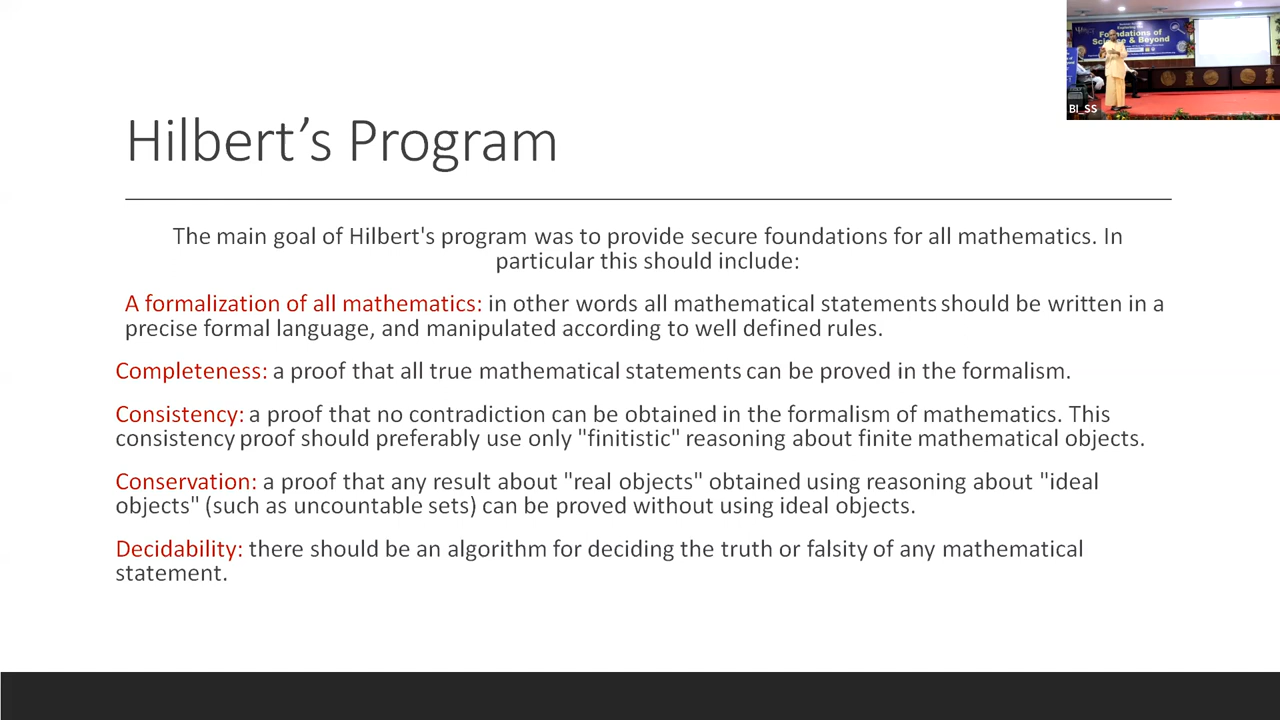 Foundations of
Science & Beyond
BI_SS
Hilbert’s Program
The main goal of Hilbert's program was to provide secure foundations for all mathematics. In
particular this should include:
A formalization of all mathematics: in other words all mathematical statements should be written in a
precise formal language, and manipulated according to well defined rules.
Completeness: a proof that all true mathematical statements can be proved in the formalism.
Consistency: a proof that no contradiction can be obtained in the formalism of mathematics. This
consistency proof should preferably use only "finitistic" reasoning about finite mathematical objects.
Conservation: a proof that any result about "real objects" obtained using reasoning about "ideal
objects" (such as uncountable sets) can be proved without using ideal objects.
Decidability: there should be an algorithm for deciding the truth or falsity of any mathematical
statement.